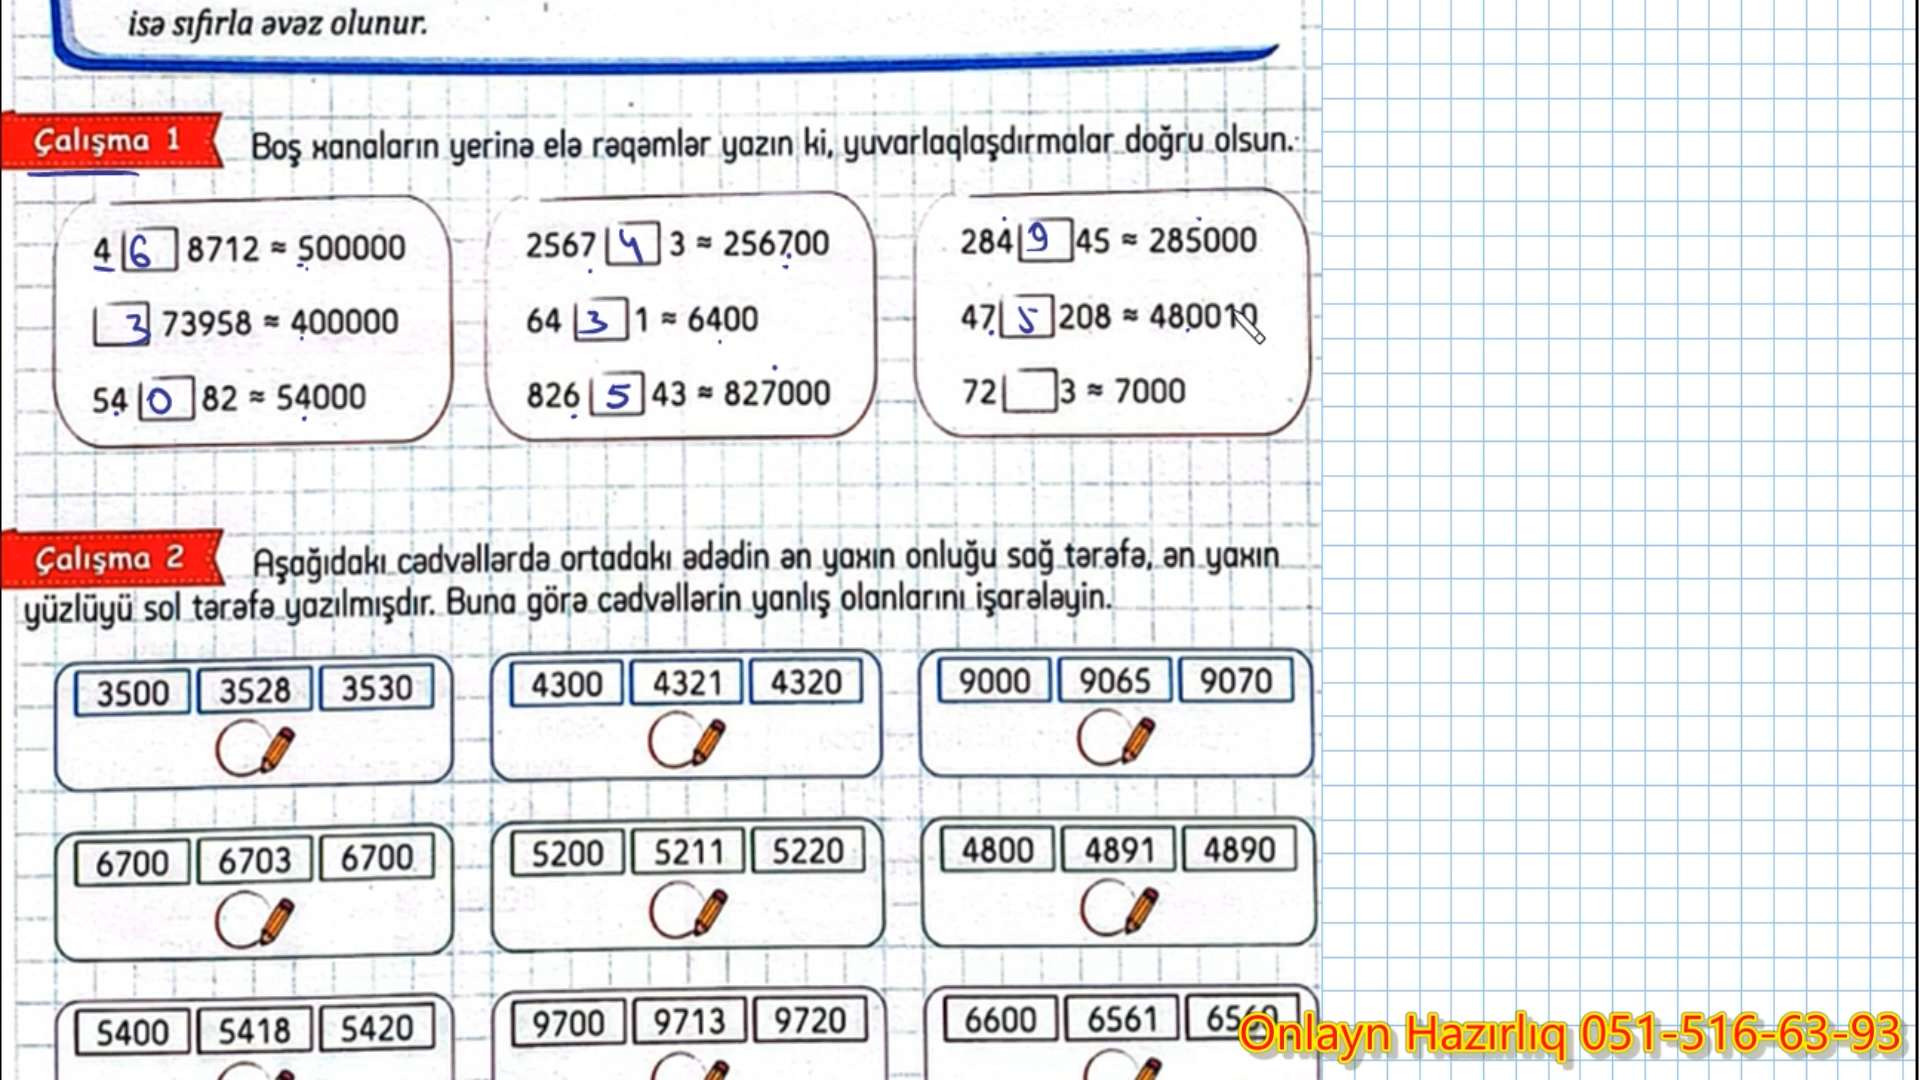 isə sıfırla əvəz olunur.
Çalışma 1
Boş xanaların yerinə elə rəqəmlər yazın ki, yuvarlaqlaşdırmalar doğru olsun.
4 6 8712 ≈ 500000
3 73958 ≈ 400000
54 0 82 ≈ 54000
2567 4 3 ≈ 256700
64 3 1 ≈ 6400
826 5 43 ≈ 827000
284 9 45 ≈ 285000
47 5 208 ≈ 480010
72 3 ≈ 7000
Çalışma 2
Aşağıdakı cədvəllərdə ortadakı ədədin ən yaxın onluğu sağ tərəfə, ən yaxın
yüzlüyü sol tərəfə yazılmışdır. Buna görə cədvəllərin yanlış olanlarını işarələyin.
3500 3528 3530
4300 4321 4320
9000 9065 9070
6700 6703 6700
5200 5211 5220
4800 4891 4890
5400 5418 5420
9700 9713 9720
6600 6561
Onlayn Hazırlıq 051-516-63-93